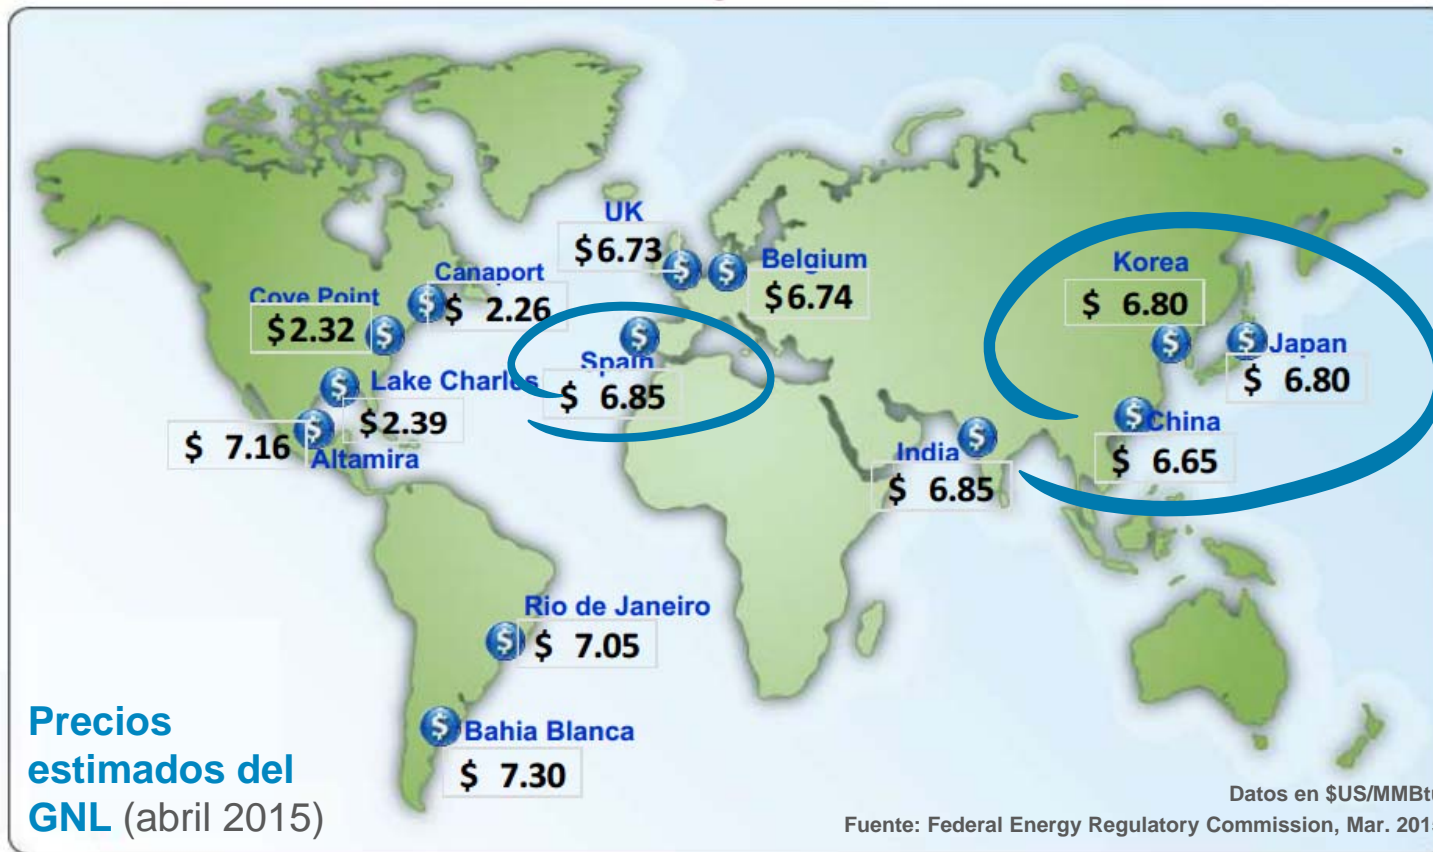 UK
$6.73
Belgium
$6.74
Canaport
$ 2.26
Cove Point
$2.32
Lake Charles
$2.39
$ 7.16
Altamira
Spain
$ 6.85
Korea
$ 6.80
Japan
$ 6.80
China
$ 6.65
India
$ 6.85
Rio de Janeiro
$ 7.05
Bahia Blanca
$ 7.30
Precios
estimados del
GNL (abril 2015)
Datos en $US/MMBtu
Fuente: Federal Energy Regulatory Commission, Mar. 2015